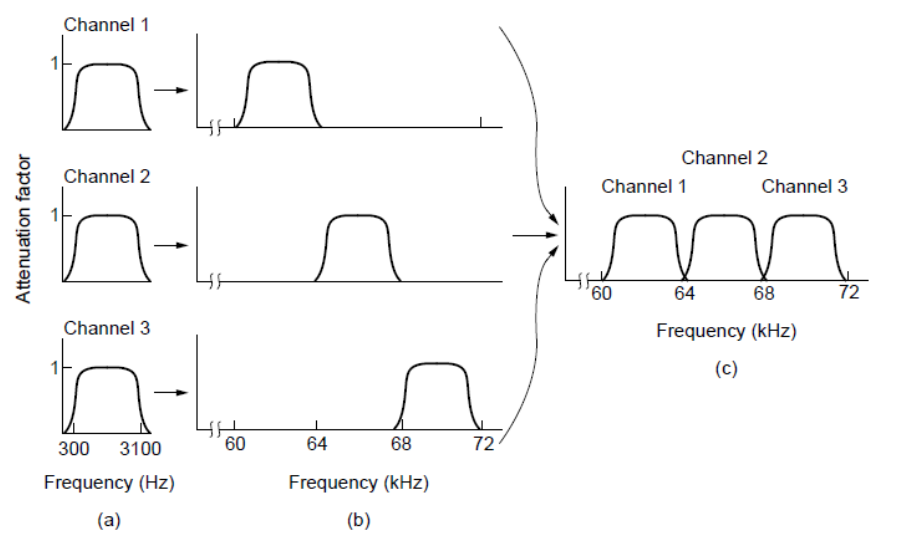 Channel 1
1
Channel 2
1
Channel 3
1
Attenuation factor
300 3100
Frequency (Hz)
(a)
60 64 68 72
Frequency (kHz)
(b)
Channel 2
Channel 1 Channel 3
60 64 68 72
Frequency (kHz)
(c)